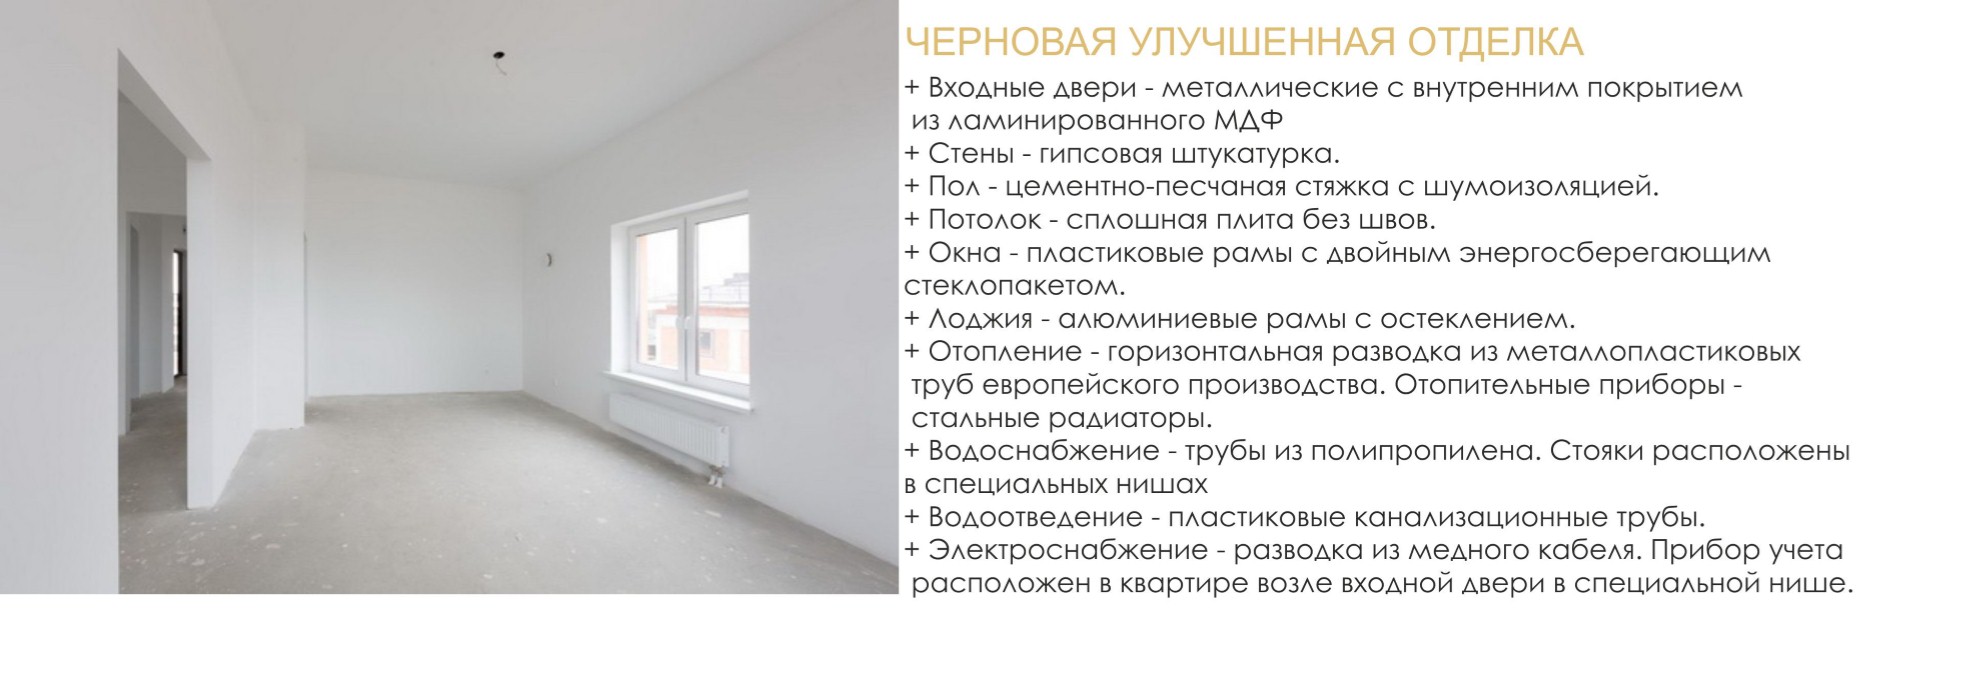 ЧЕРНОВАЯ УЛУЧШЕННАЯ ОТДЕЛКА
+ Входные двери - металлические с внутренним покрытием
из ламинированного МДФ
+ Стены - гипсовая штукатурка.
+ Пол - цементно-песчаная стяжка с шумоизоляцией.
+ Потолок - сплошная плита без швов.
+ Окна - пластиковые рамы с двойным энергосберегающим
стеклопакетом.
+ Лоджия - алюминиевые рамы с остеклением.
+ Отопление - горизонтальная разводка из металлопластиковых
труб европейского производства. Отопительные приборы -
стальные радиаторы.
+ Водоснабжение - трубы из полипропилена. Стояки расположены
в специальных нишах
+ Водоотведение - пластиковые канализационные трубы.
+ Электроснабжение - разводка из медного кабеля. Прибор учета
расположен в квартире возле входной двери в специальной нише.